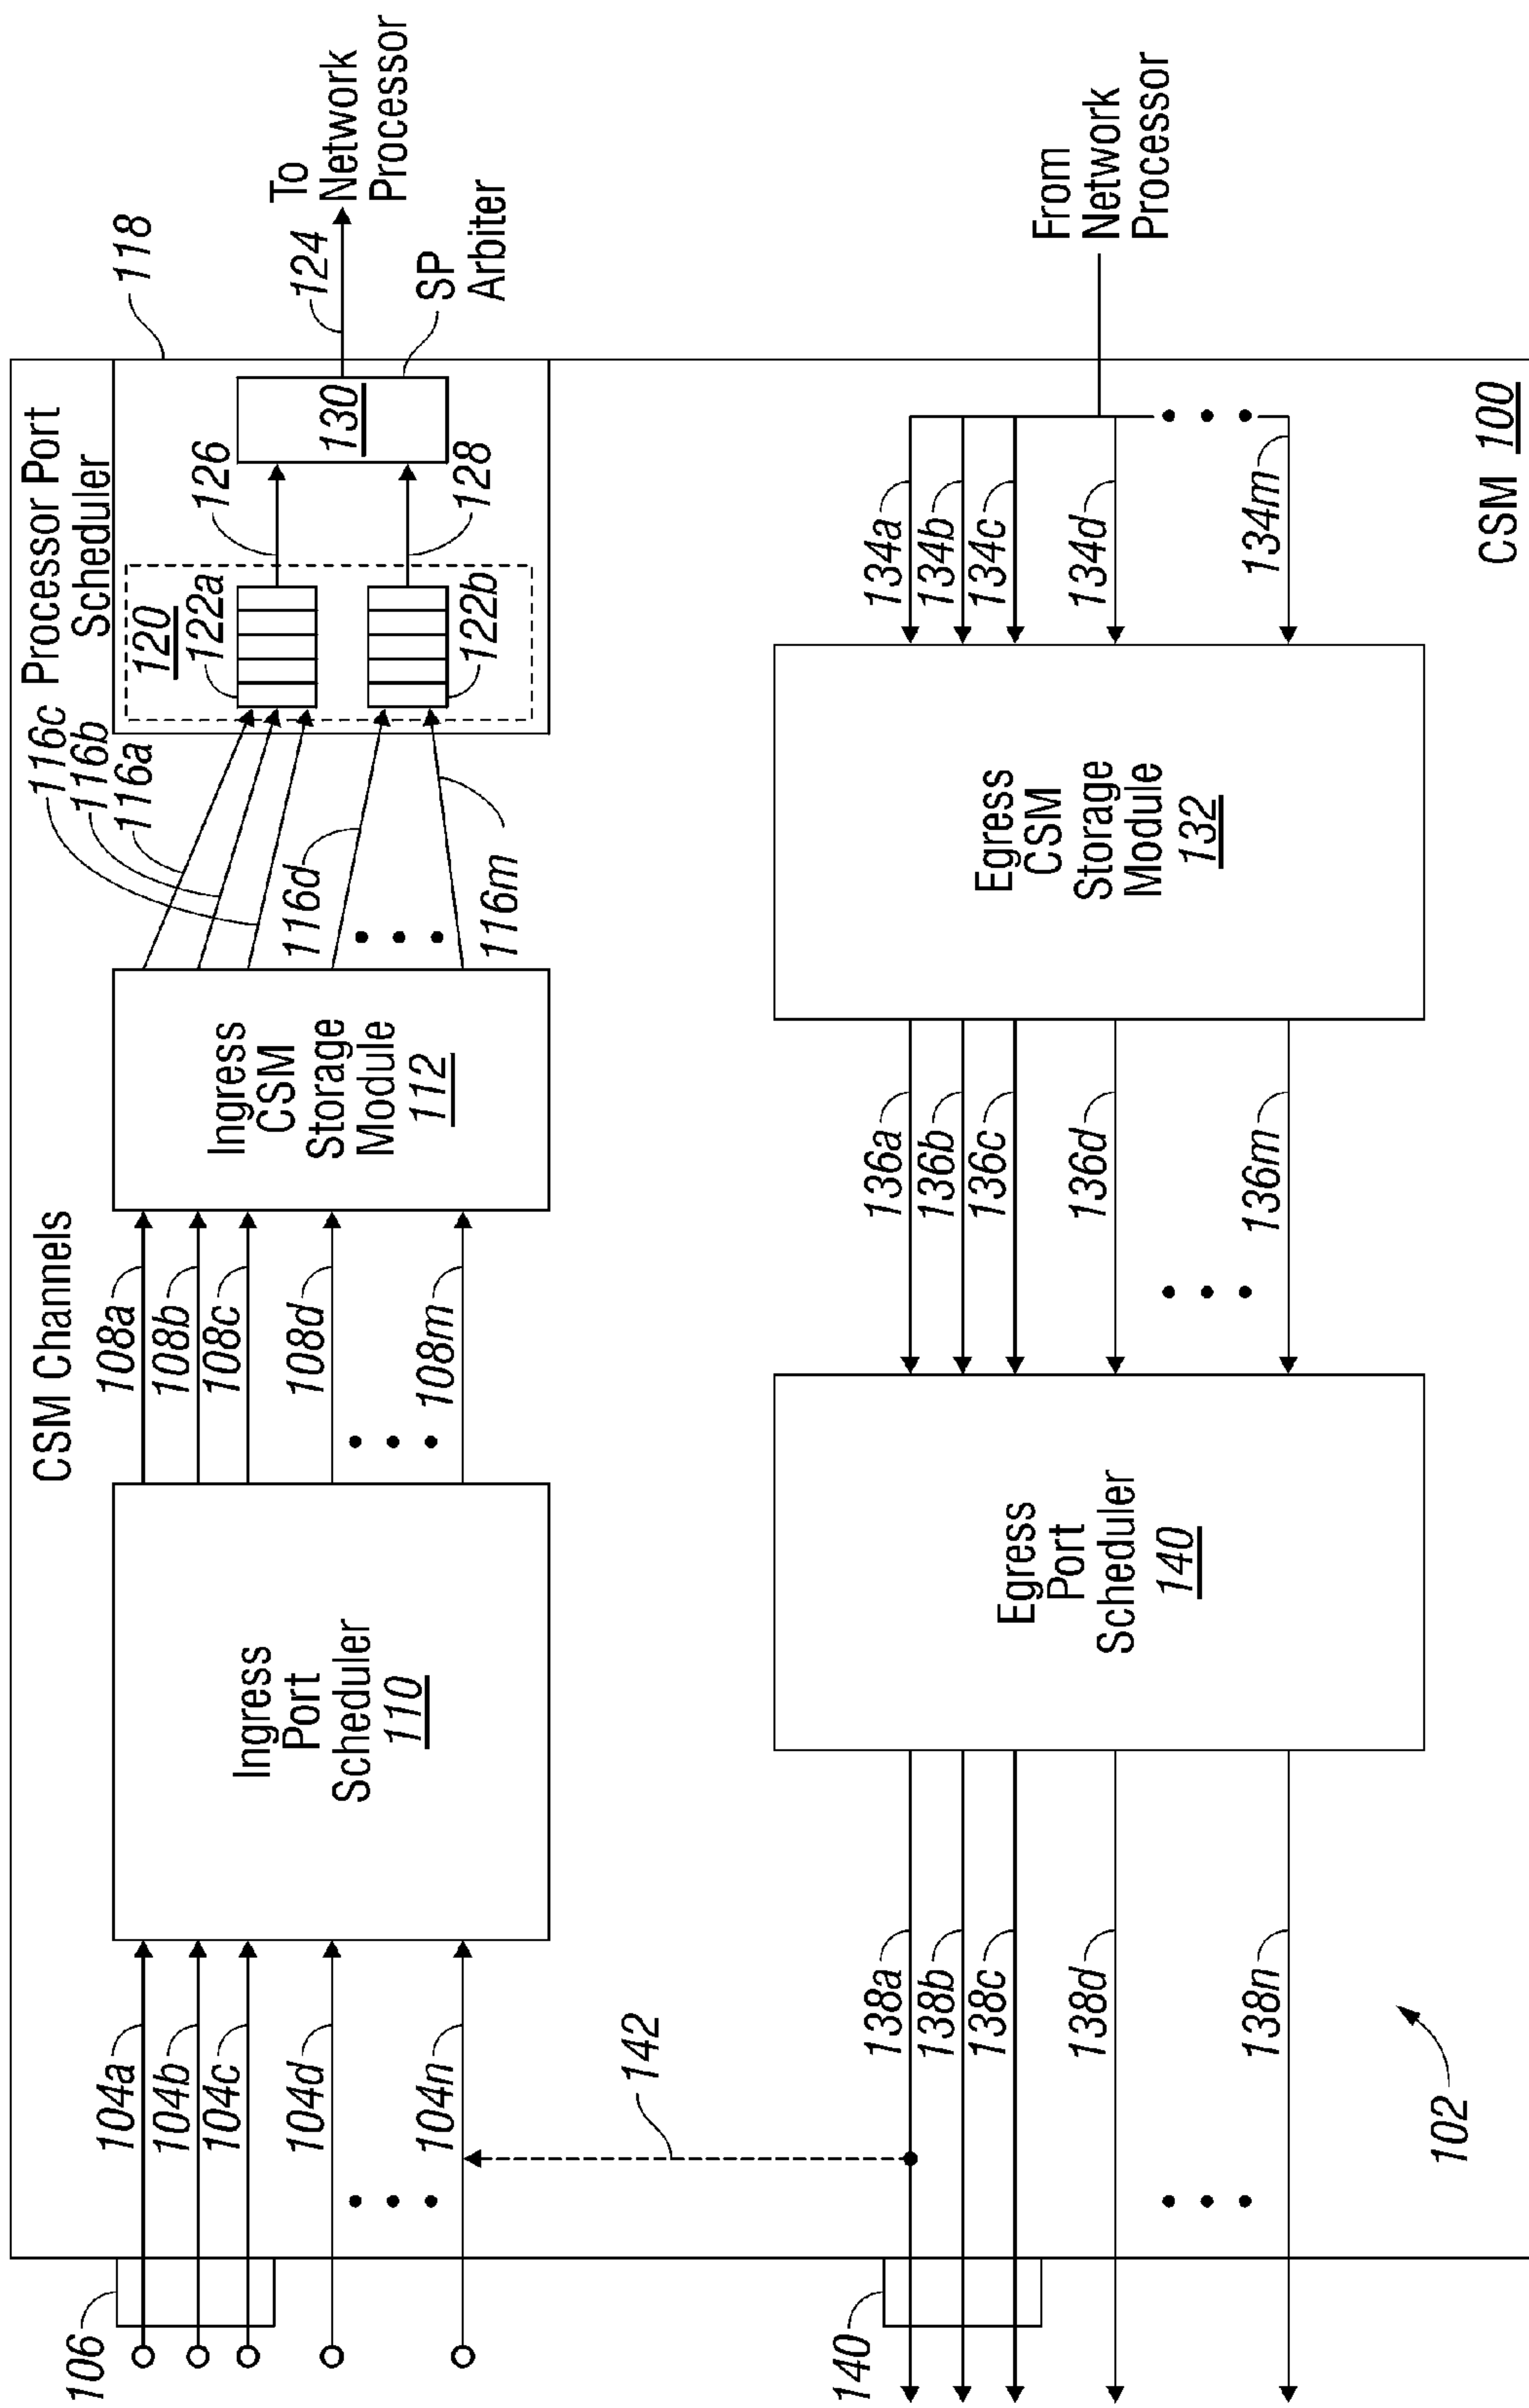 CSM Channels
Processor Port
Scheduler
118
116c
116b
116a
120
122a
126
124
To
Network
Processor
106
104a
104b
104c
104d
104n
Ingress
Port
Scheduler
110
108a
108b
108c
108d
108m
Ingress
CSM
Storage
Module
112
116d
116m
122b
128
130
SP
Arbiter
142
140
138a
138b
138c
138d
138n
Egress
Port
Scheduler
140
136a
136b
136c
136d
136m
Egress
CSM
Storage
Module
132
134a
134b
134c
134d
134m
From
Network
Processor
102
CSM 100